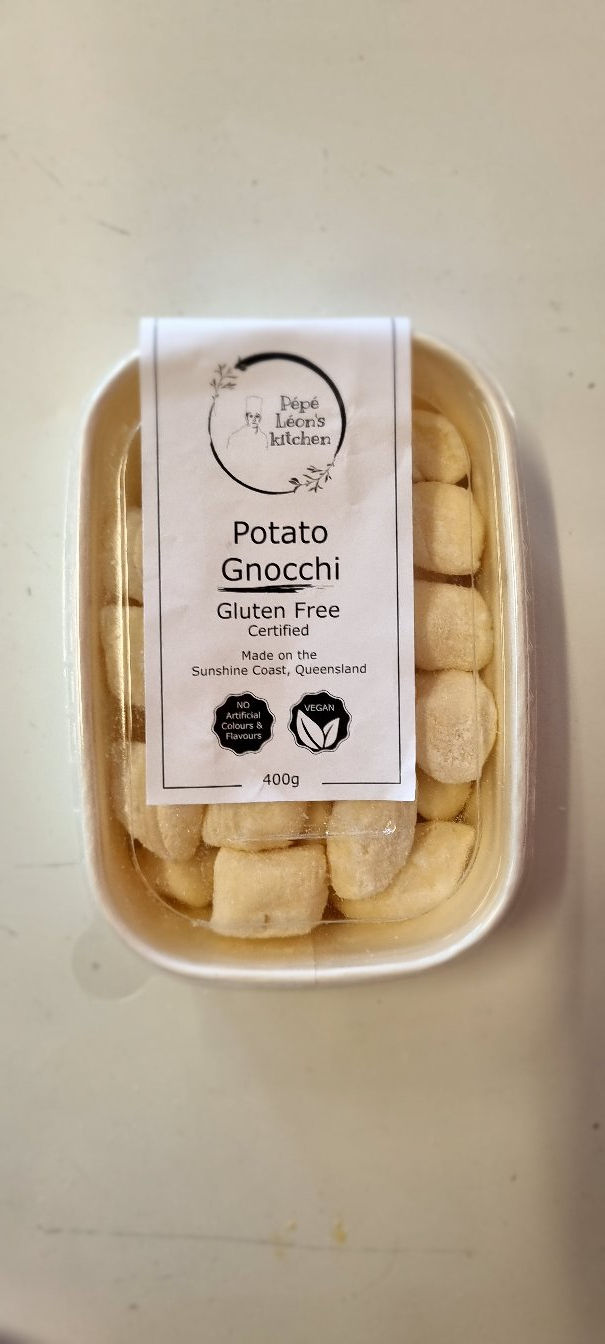 Pépé
Léon's
kitchen
Potato
Gnocchi
Gluten Free
Certified
Made on the
Sunshine Coast, Queensland
NO
Artificial
Colours &
Flavours
VEGAN
400g